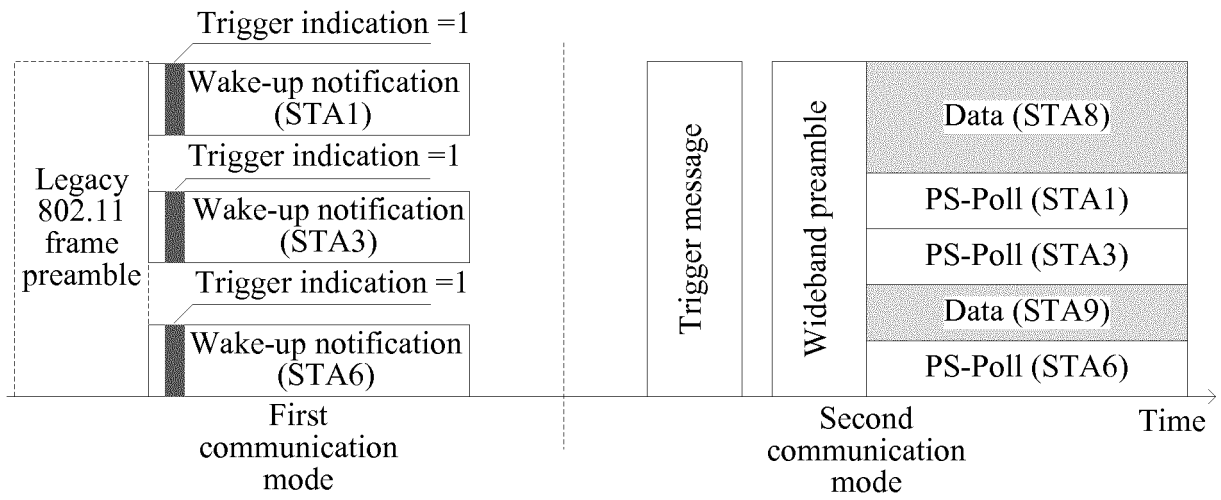 Trigger indication =1
Wake-up notification
(STA1)
Trigger indication =1
Wake-up notification
(STA3)
Trigger indication =1
Wake-up notification
(STA6)
Legacy
802.11
frame
preamble
First
communication
mode
Trigger message
Wideband preamble
Data (STA8)
PS-Poll (STA1)
PS-Poll (STA3)
Data (STA9)
PS-Poll (STA6)
Second
communication
mode
Time